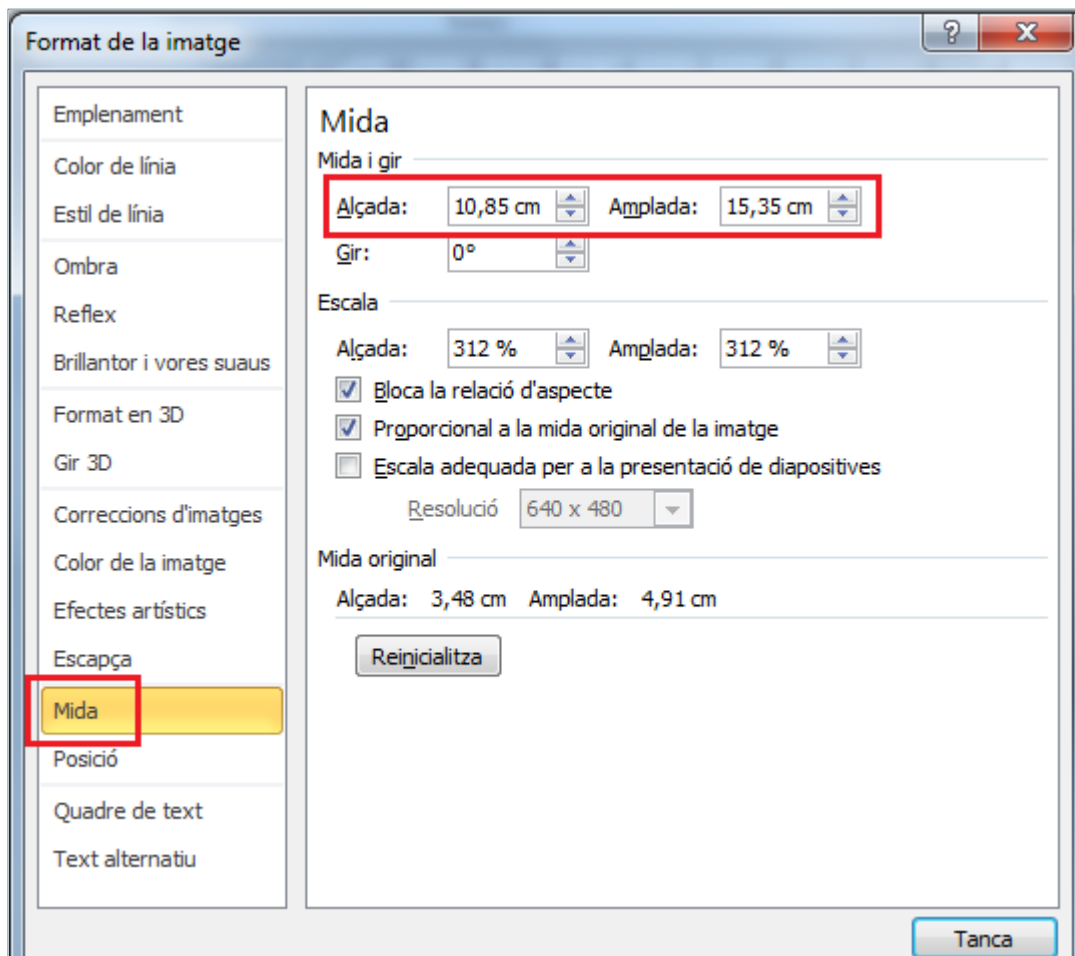 Format de la imatge
Emplenament
Color de línia
Estil de línia
Ombra
Reflex
Brillantor i vores suaus
Format en 3D
Gir 3D
Correccions d'imatges
Color de la imatge
Efectes artístics
Escapça
Mida
Posició
Quadre de text
Text alternatiu
Mida
Mida i gir
Alçada: 10,85 cm Amplada: 15,35 cm
Gir: 0°
Escala
Alçada: 312 % Amplada: 312 %
Bloca la relació d'aspecte
Proporcional a la mida original de la imatge
Escala adequada per a la presentació de diapositives
Resolució 640 x 480
Mida original
Alçada: 3,48 cm Amplada: 4,91 cm
Reinicialitza
Tanca